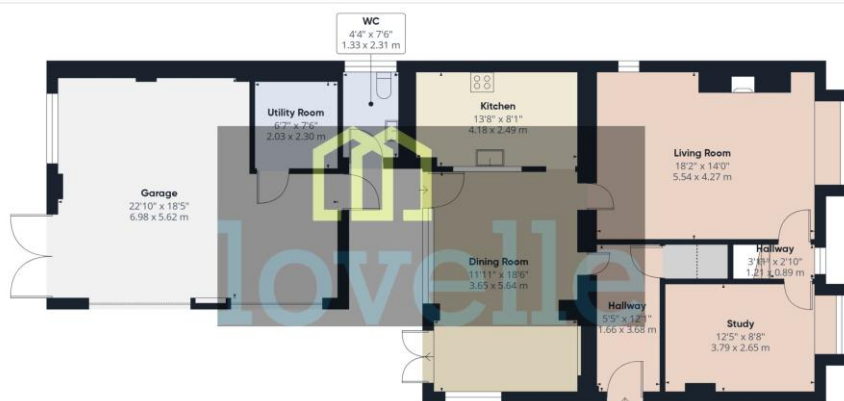 WC
4'4" x 7'6"
1.33 x 2.31 m
Utility Room
6'7" x 7'6"
2.03 x 2.30 m
Kitchen
13'8" x 8'1"
4.18 x 2.49 m
Living Room
18'2" x 14'0"
5.54 x 4.27 m
Garage
22'10" x 18'5"
6.98 x 5.62 m
Dining Room
11'11" x 18'6"
3.65 x 5.64 m
Hallway
3'11" x 2'10"
1.21 x 0.89 m
Hallway
5'5" x 12'1"
1.66 x 3.68 m
Study
12'5" x 8'8"
3.79 x 2.65 m
lovelle